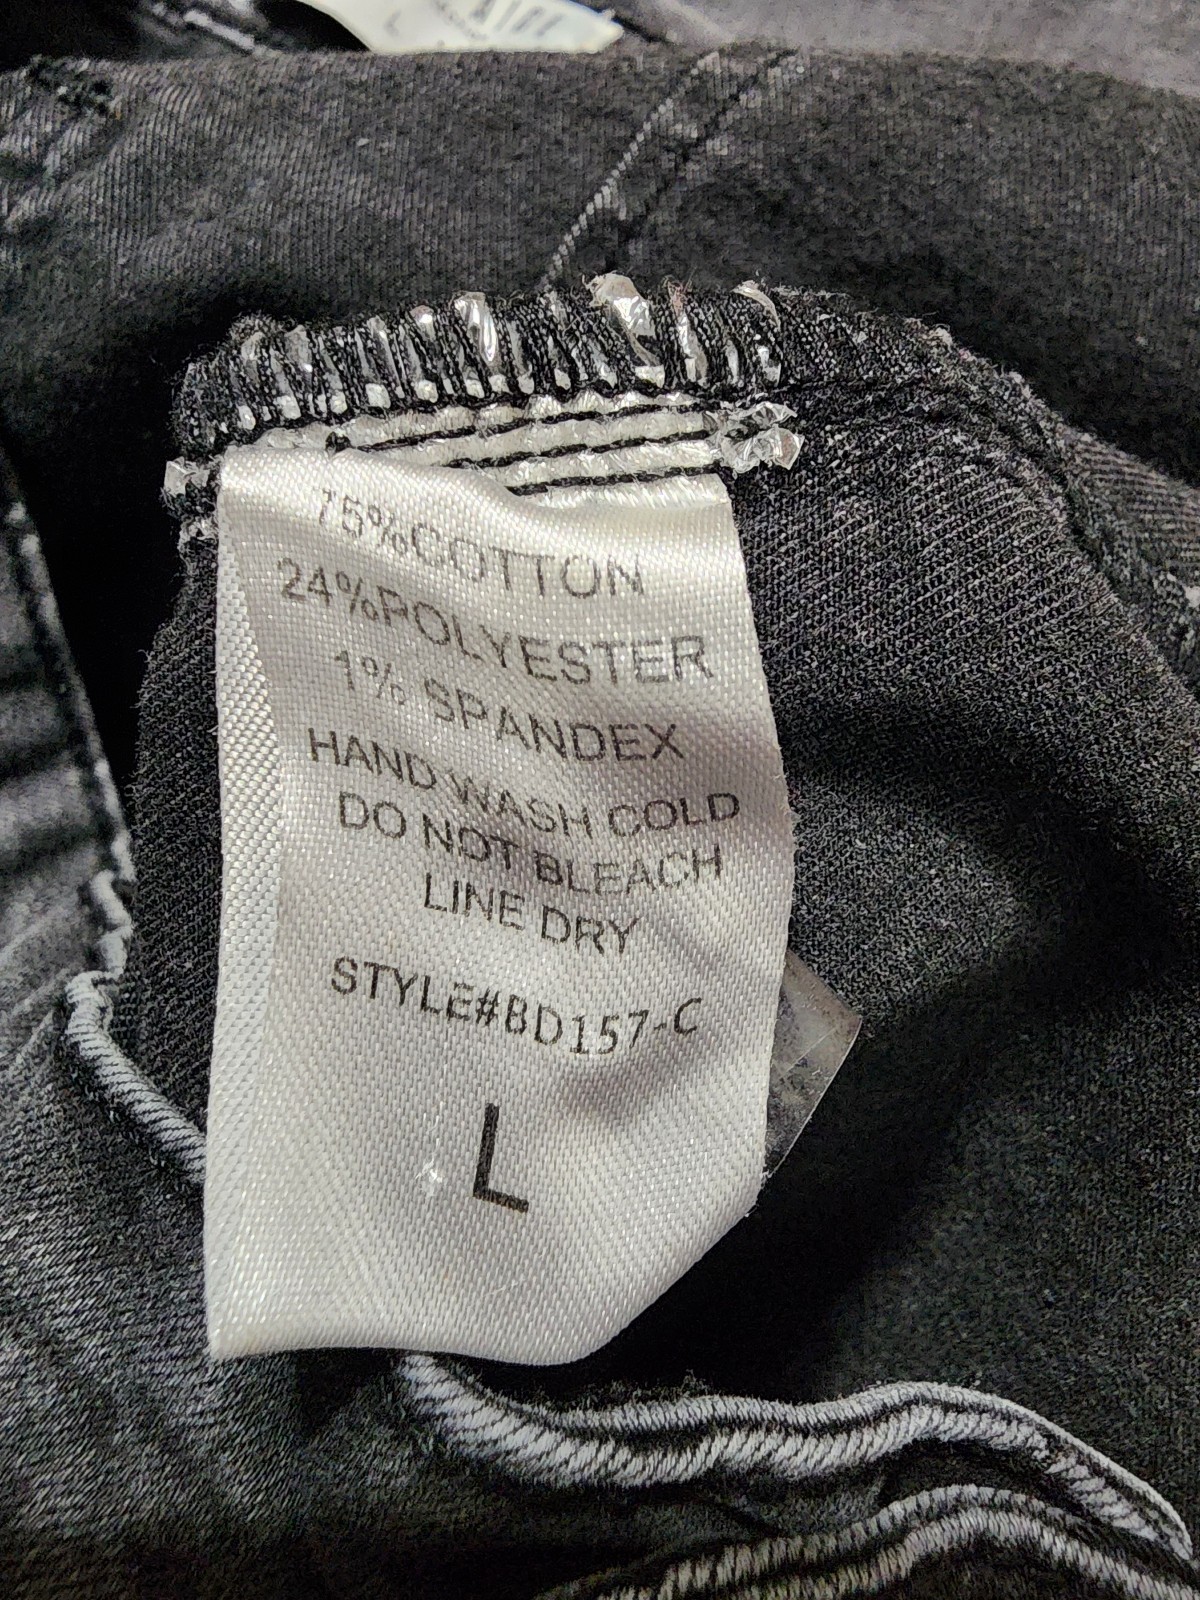 75%COTTON
24%POLYESTER
1% SPANDEX
HAND WASH COLD
DO NOT BLEACH
LINE DRY
STYLE#BD157-C
L